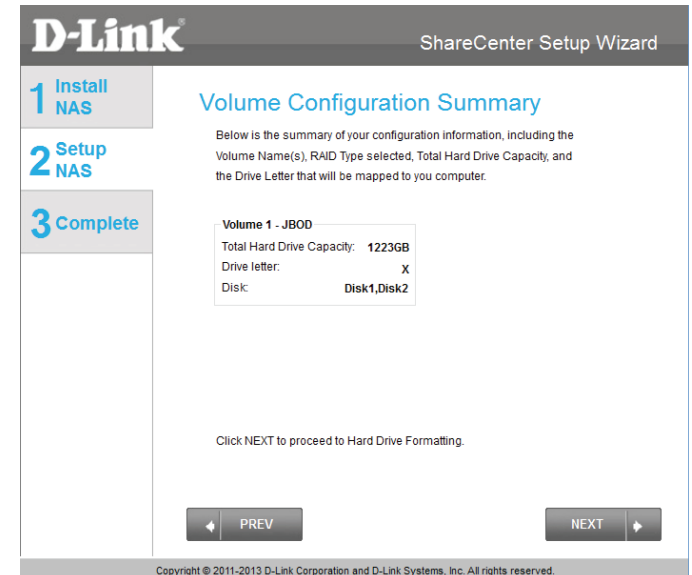 D-Link®
ShareCenter Setup Wizard
1 Install
NAS
2 Setup
NAS
3 Complete
Volume Configuration Summary
Below is the summary of your configuration information, including the
Volume Name(s), RAID Type selected, Total Hard Drive Capacity, and
the Drive Letter that will be mapped to you computer.
Volume 1 - JBOD
Total Hard Drive Capacity: 1223GB
Drive letter: X
Disk: Disk1,Disk2
Click NEXT to proceed to Hard Drive Formatting.
PREV
NEXT
Copyright © 2011-2013 D-Link Corporation and D-Link Systems, Inc. All rights reserved.